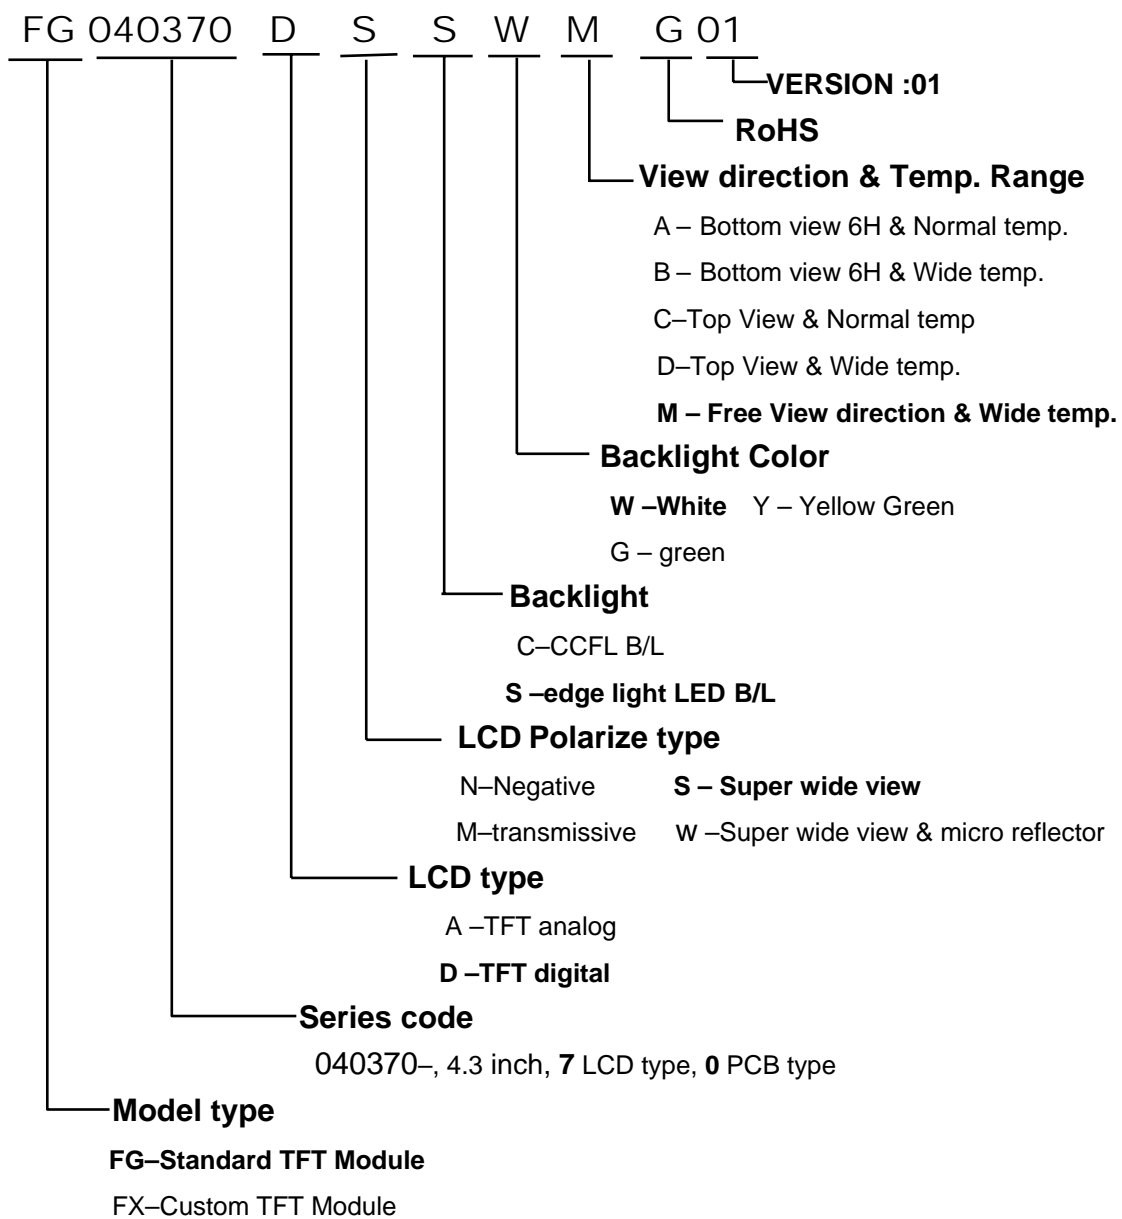 FG 040370 D S S W M G 01
VERSION :01
RoHS
View direction & Temp. Range
A – Bottom view 6H & Normal temp.
B – Bottom view 6H & Wide temp.
C–Top View & Normal temp
D–Top View & Wide temp.
M – Free View direction & Wide temp.
Backlight Color
W –White Y – Yellow Green
G – green
Backlight
C–CCFL B/L
S –edge light LED B/L
LCD Polarize type
N–Negative S – Super wide view
M–transmissive W –Super wide view & micro reflector
LCD type
A –TFT analog
D –TFT digital
Series code
040370–, 4.3 inch, 7 LCD type, 0 PCB type
Model type
FG–Standard TFT Module
FX–Custom TFT Module